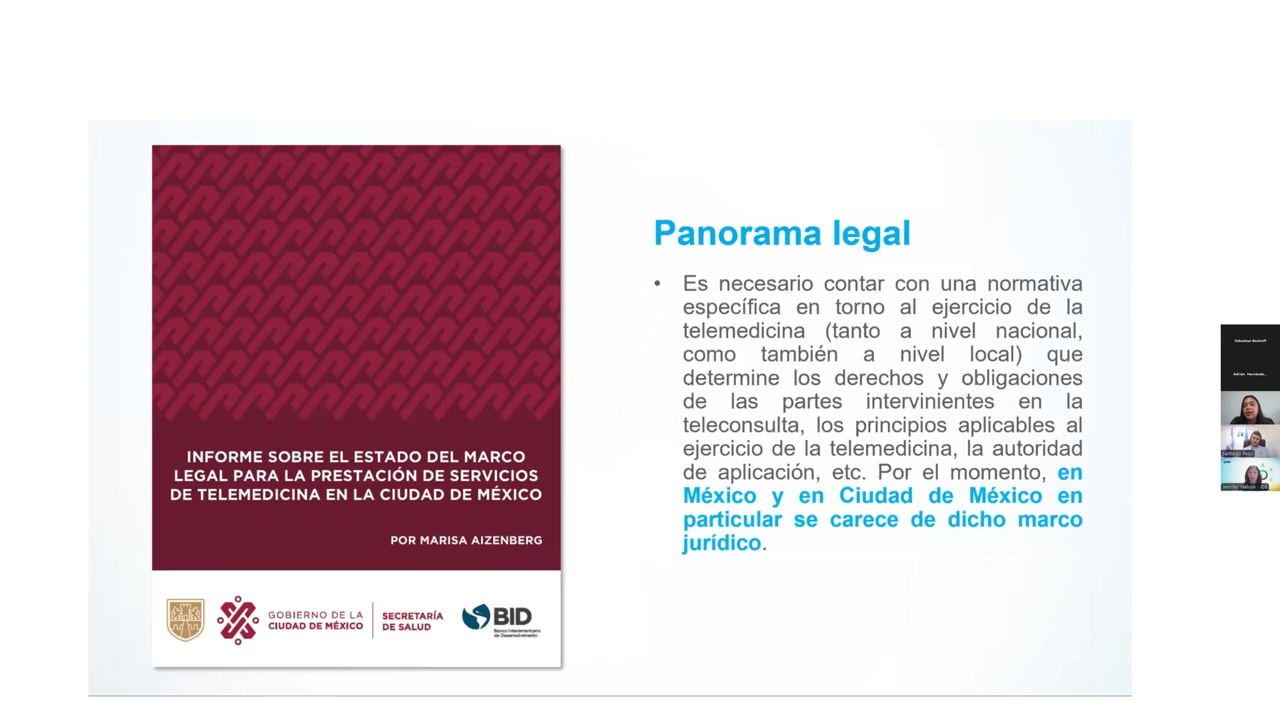 INFORME SOBRE EL ESTADO DEL MARCO
LEGAL PARA LA PRESTACIÓN DE SERVICIOS
DE TELEMEDICINA EN LA CIUDAD DE MÉXICO
POR MARISA AIZENBERG
GOBIERNO DE LA
CIUDAD DE MÉXICO
SECRETARÍA
DE SALUD
BID
Banco Interamericano
de Desarrollo
Panorama legal
• Es necesario contar con una normativa
específica en torno al ejercicio de la
telemedicina (tanto a nivel nacional,
como también a nivel local) que
determine los derechos y obligaciones
de las partes intervinientes en la
teleconsulta, los principios aplicables al
ejercicio de la telemedicina, la autoridad
de aplicación, etc. Por el momento, en
México y en Ciudad de México en
particular se carece de dicho marco
jurídico.
Adrian Hernánde...
Jennifer Nelson - IDB